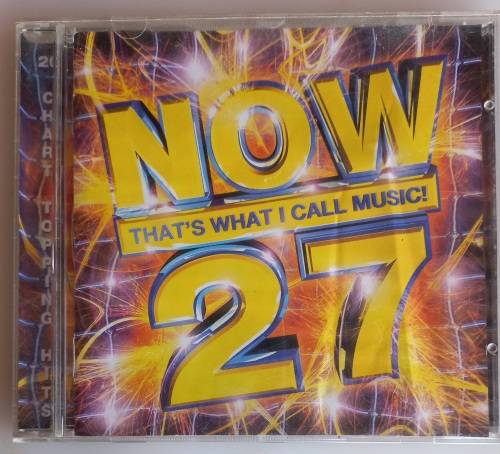 NOW
THAT'S WHAT I CALL MUSIC!
27
20 CHART TOPPING HITS